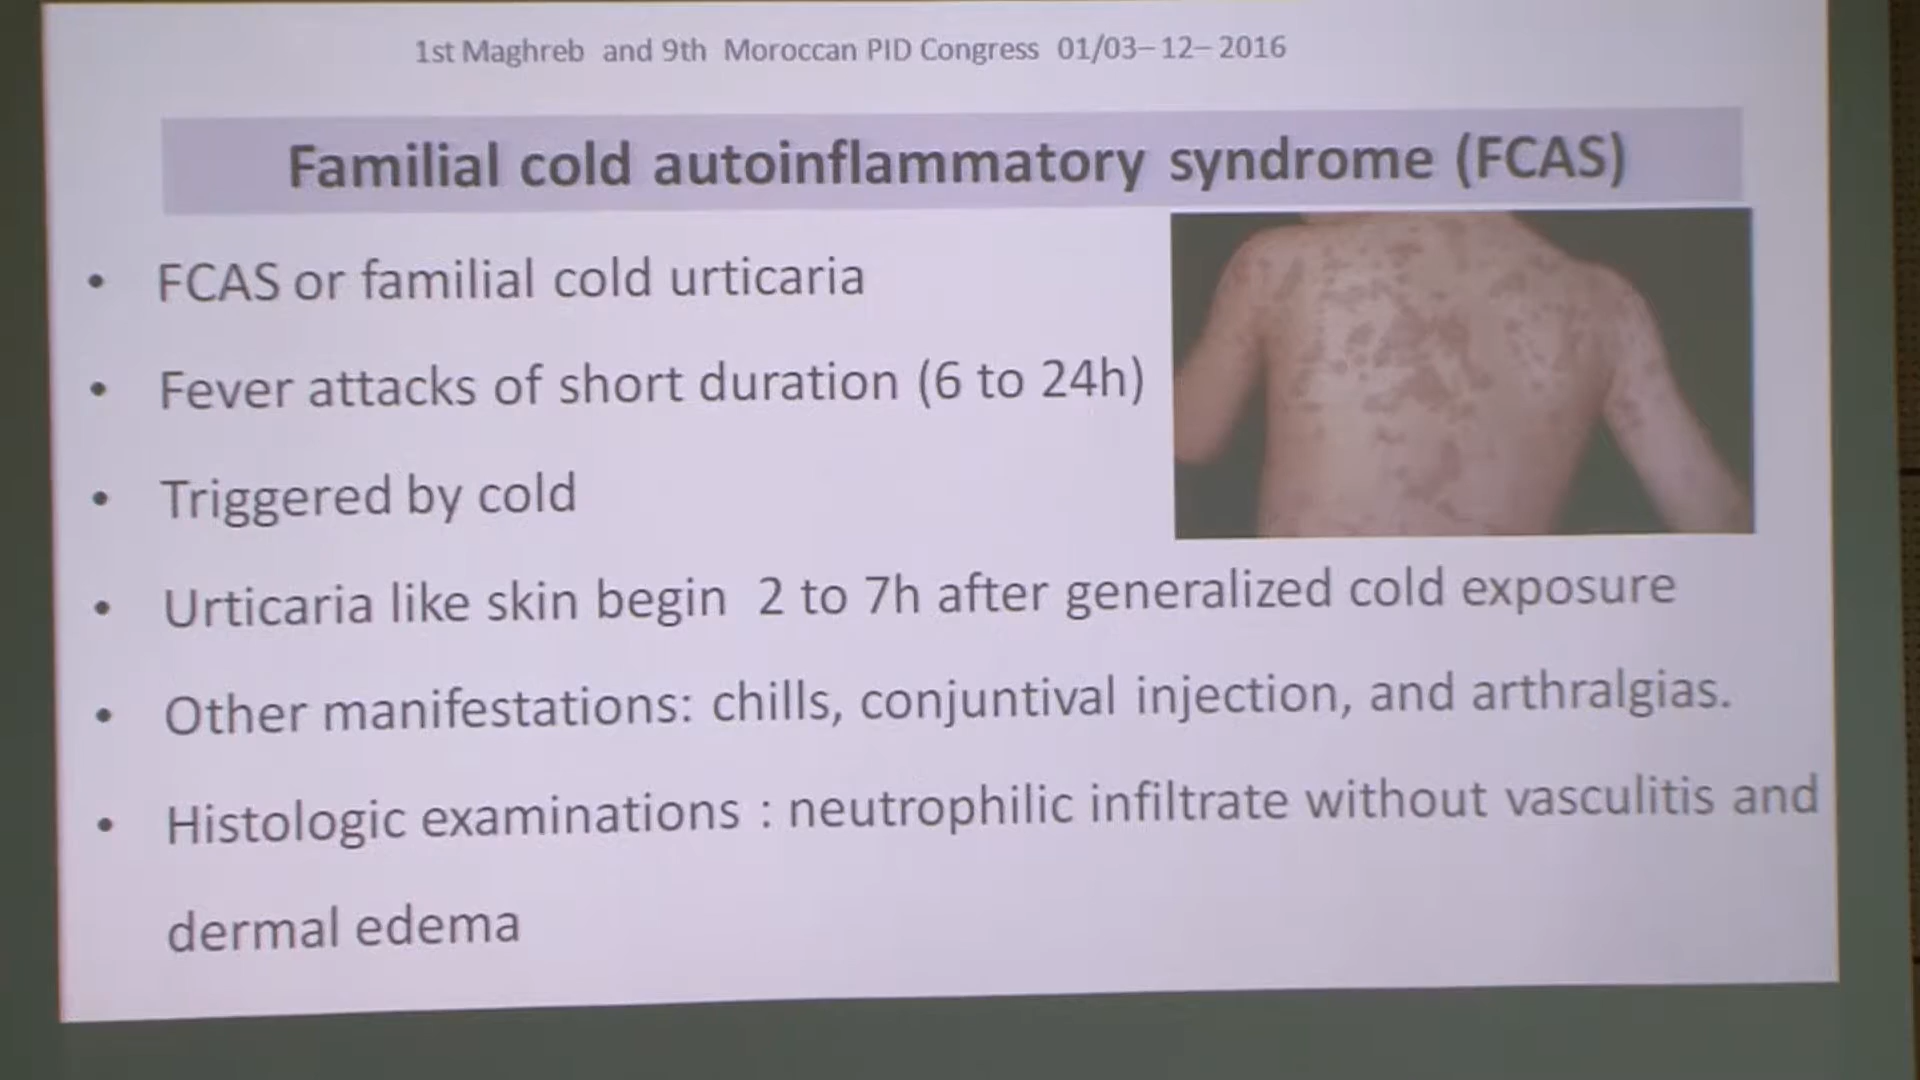 1st Maghreb and 9th Moroccan PID Congress 01/03–12–2016
Familial cold autoinflammatory syndrome (FCAS)
• FCAS or familial cold urticaria
• Fever attacks of short duration (6 to 24h)
• Triggered by cold
• Urticaria like skin begin 2 to 7h after generalized cold exposure
• Other manifestations: chills, conjuntival injection, and arthralgias.
• Histologic examinations : neutrophilic infiltrate without vasculitis and
dermal edema